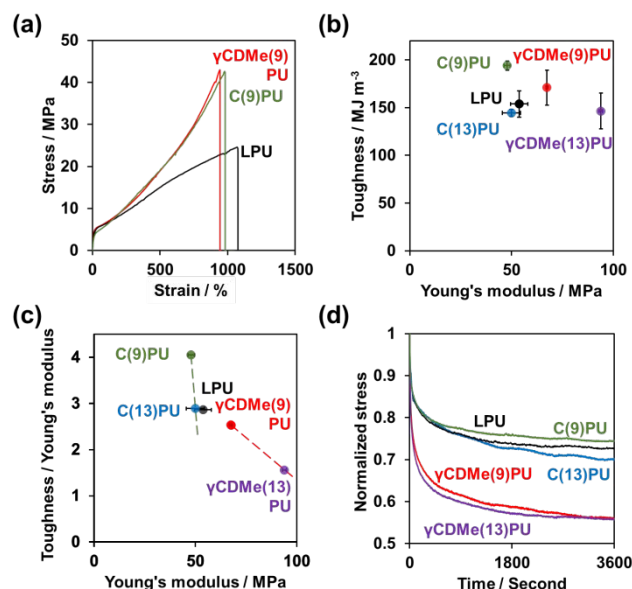 (a)
50
40
30
20
10
0
0
500
1000
1500
Stress / MPa
Strain / %
γCDMe(9)
PU
C(9)PU
LPU
(b)
200
150
100
50
0
0
50
100
Toughness / MJ m-3
Young's modulus / MPa
C(9)PU
γCDMe(9)PU
LPU
C(13)PU
γCDMe(13)PU
(c)
4
3
2
1
0
0
50
100
Toughness / Young's modulus
Young's modulus / MPa
C(9)PU
LPU
C(13)PU
γCDMe(9)
PU
γCDMe(13)
PU
(d)
1
0.9
0.8
0.7
0.6
0.5
0
1800
3600
Normalized stress
Time / Second
LPU
C(9)PU
C(13)PU
γCDMe(9)PU
γCDMe(13)PU